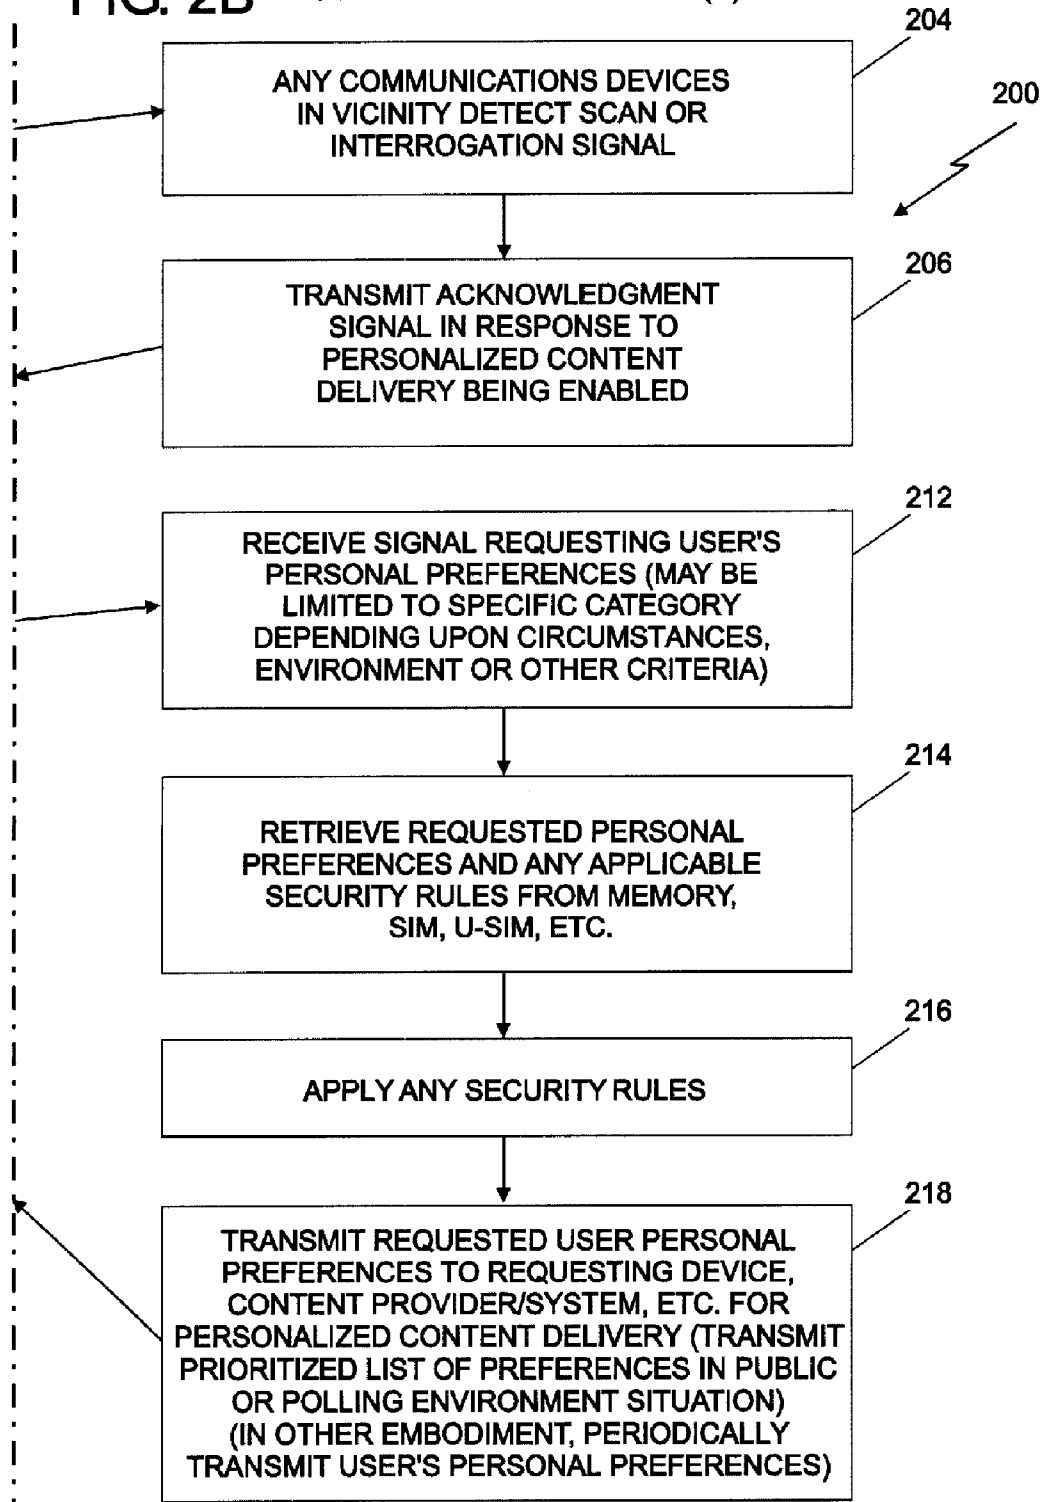 FIG. 2B
204
ANY COMMUNICATIONS DEVICES
IN VICINITY DETECT SCAN OR
INTERROGATION SIGNAL
200
206
TRANSMIT ACKNOWLEDGMENT
SIGNAL IN RESPONSE TO
PERSONALIZED CONTENT
DELIVERY BEING ENABLED
212
RECEIVE SIGNAL REQUESTING USER'S
PERSONAL PREFERENCES (MAY BE
LIMITED TO SPECIFIC CATEGORY
DEPENDING UPON CIRCUMSTANCES,
ENVIRONMENT OR OTHER CRITERIA)
214
RETRIEVE REQUESTED PERSONAL
PREFERENCES AND ANY APPLICABLE
SECURITY RULES FROM MEMORY,
SIM, U-SIM, ETC.
216
APPLY ANY SECURITY RULES
218
TRANSMIT REQUESTED USER PERSONAL
PREFERENCES TO REQUESTING DEVICE,
CONTENT PROVIDER/SYSTEM, ETC. FOR
PERSONALIZED CONTENT DELIVERY (TRANSMIT
PRIORITIZED LIST OF PREFERENCES IN PUBLIC
OR POLLING ENVIRONMENT SITUATION)
(IN OTHER EMBODIMENT, PERIODICALLY
TRANSMIT USER'S PERSONAL PREFERENCES)